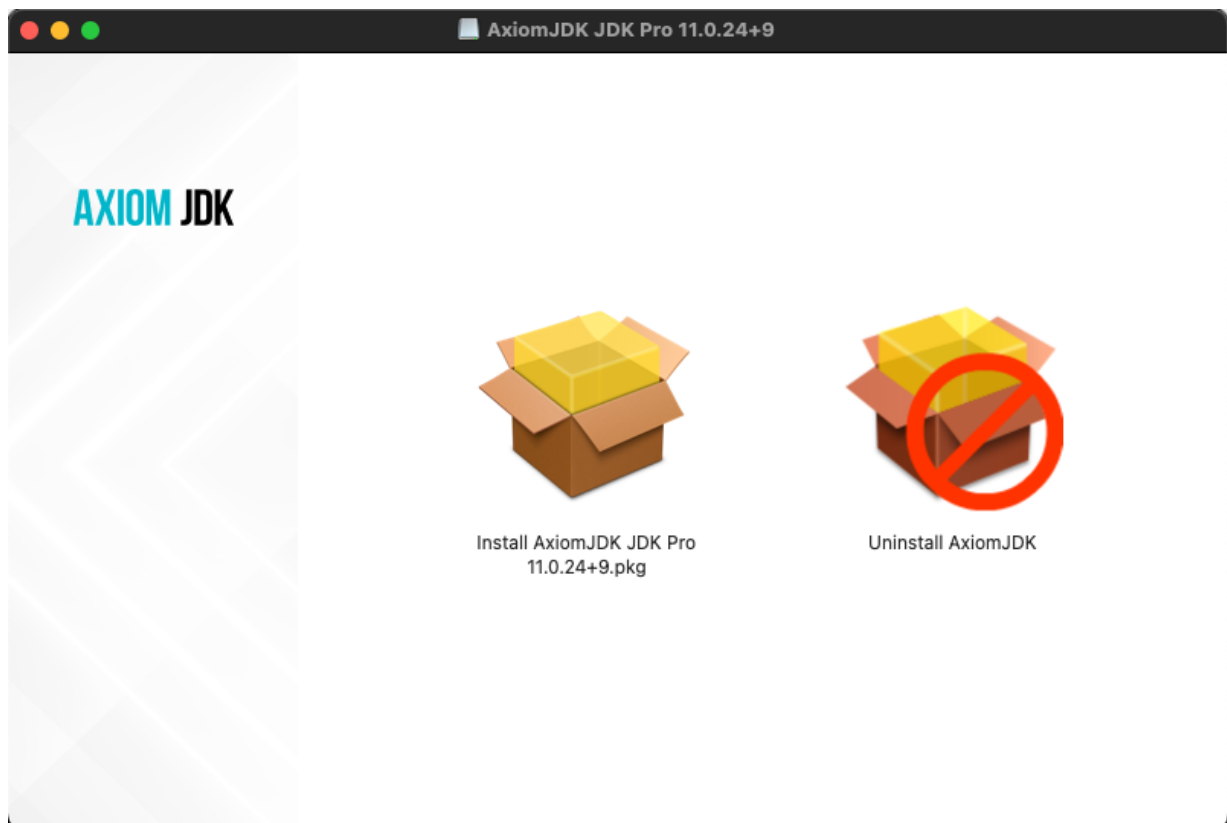 AxiomJDK JDK Pro 11.0.24+9
AXIOM JDK
Install AxiomJDK JDK Pro
11.0.24+9.pkg
Uninstall AxiomJDK